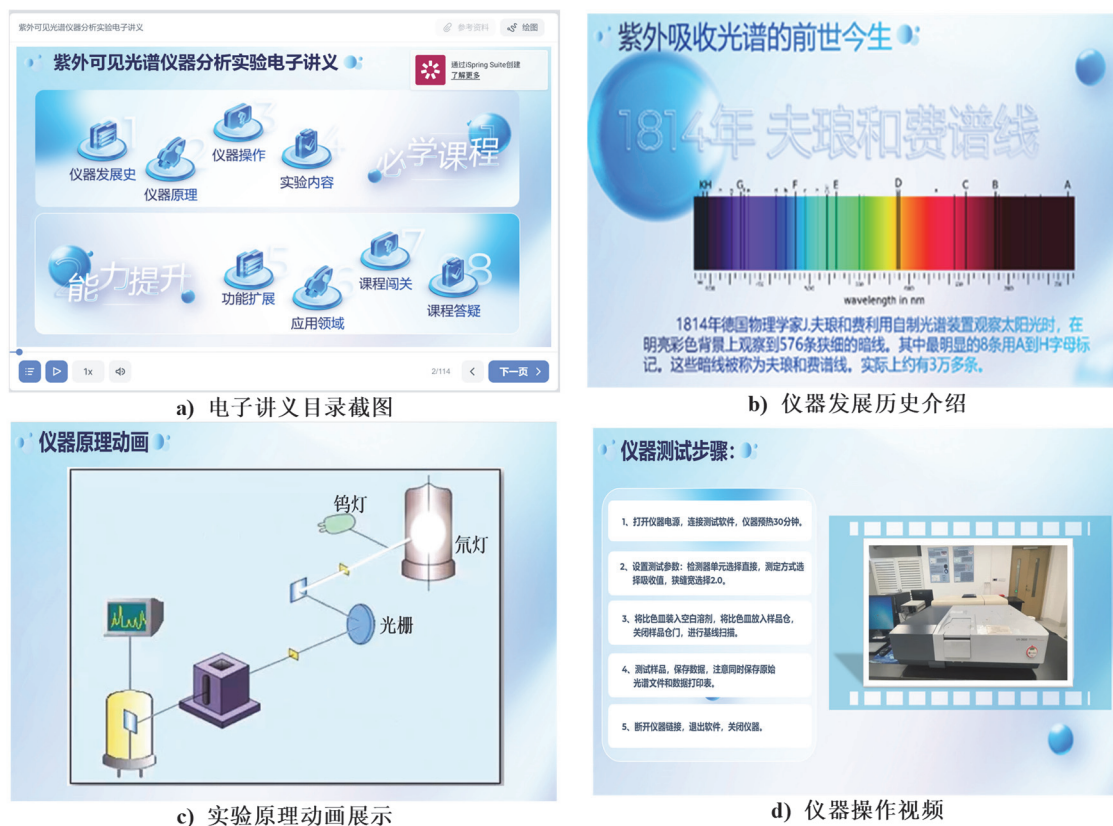 紫外可见光谱仪器分析实验电子讲义
参考资料
绘图
紫外可见光谱仪器分析实验电子讲义
通过iSpring Suite创建
了解更多
1
仪器发展史
2
仪器原理
3
仪器操作
4
实验内容
必学课程
1
能力提升
2
5
功能扩展
6
应用领域
7
课程闯关
8
课程答疑
1x
2/114
下一页
a) 电子讲义目录截图
紫外吸收光谱的前世今生
1814年 夫琅和费谱线
KH G F E D C B A
wavelength in nm
1814年德国物理学家J.夫琅和费利用自制光谱装置观察太阳光时，在
明亮彩色背景上观察到576条狭细的暗线。其中最明显的8条用A到H字母标
记。这些暗线被称为夫琅和费谱线。实际上约有3万多条。
b) 仪器发展历史介绍
仪器原理动画
钨灯
氘灯
光栅
c) 实验原理动画展示
仪器测试步骤：
1、打开仪器电源，连接测试软件，仪器预热30分钟。
2、设置测试参数：检测器单元选择直接，测定方式选
择吸收值，狭缝宽选择2.0。
3、将比色皿装入空白溶剂，将比色皿放入样品仓，
关闭样品仓门，进行基线扫描。
4、测试样品，保存数据，注意同时保存原始
光谱文件和数据打印表。
5、断开仪器链接，退出软件，关闭仪器。
d) 仪器操作视频